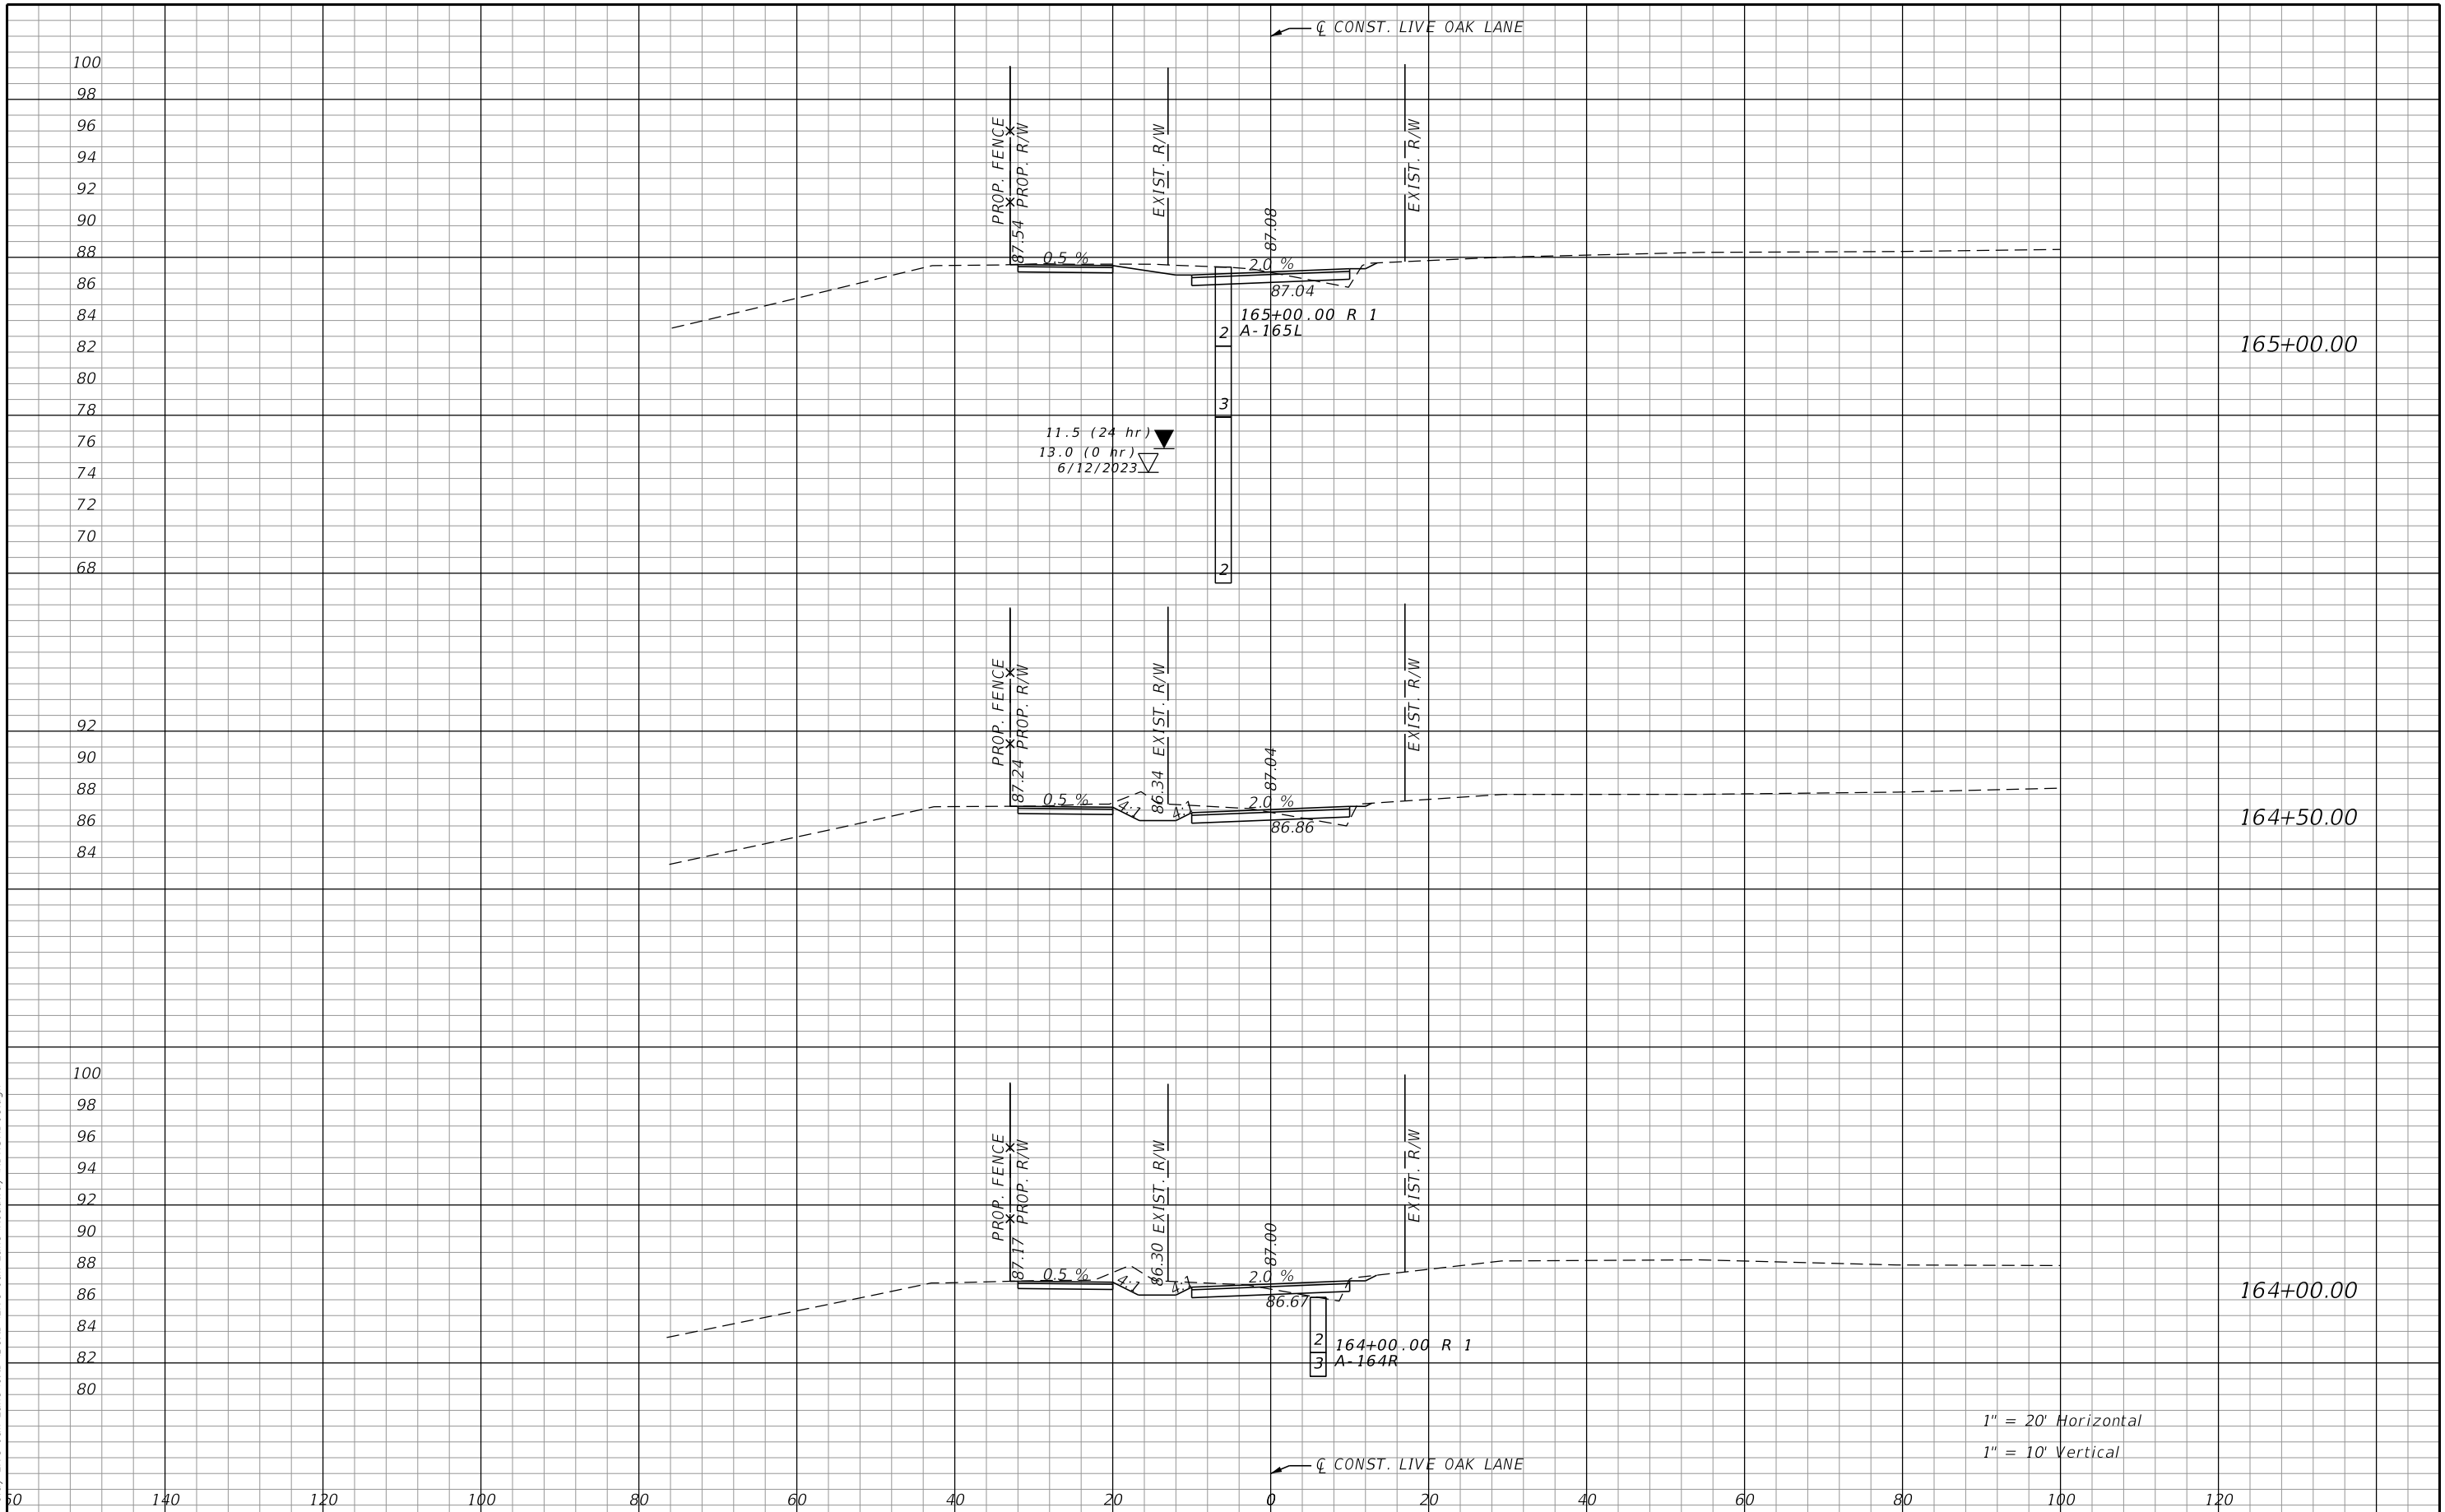 ℄ CONST. LIVE OAK LANE
100
98
96
94
92
90
88
86
84
82
80
78
76
74
72
70
68
PROP. FENCE
87.54 PROP. R/W
EXIST. R/W
87.08
EXIST. R/W
0.5 %
2.0 %
87.04
165+00.00 R 1
A-165L
2
3
2
11.5 (24 hr)
13.0 (0 hr)
6/12/2023
165+00.00
92
90
88
86
84
PROP. FENCE
87.24 PROP. R/W
86.34 EXIST. R/W
87.04
EXIST. R/W
0.5 %
4:1
4:1
2.0 %
86.86
164+50.00
100
98
96
94
92
90
88
86
84
82
80
PROP. FENCE
87.17 PROP. R/W
86.30 EXIST. R/W
87.00
EXIST. R/W
0.5 %
4:1
4:1
2.0 %
86.67
2
3
164+00.00 R 1
A-164R
164+00.00
1" = 20' Horizontal
1" = 10' Vertical
℄ CONST. LIVE OAK LANE
140 120 100 80 60 40 20 0 20 40 60 80 100 120